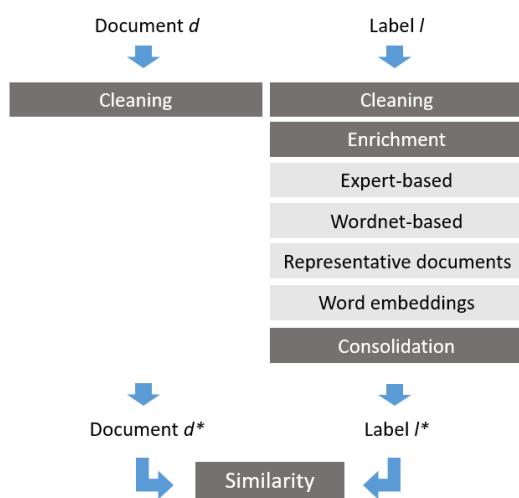 Document d
Label l
Cleaning
Cleaning
Enrichment
Expert-based
Wordnet-based
Representative documents
Word embeddings
Consolidation
Document d*
Label l*
Similarity